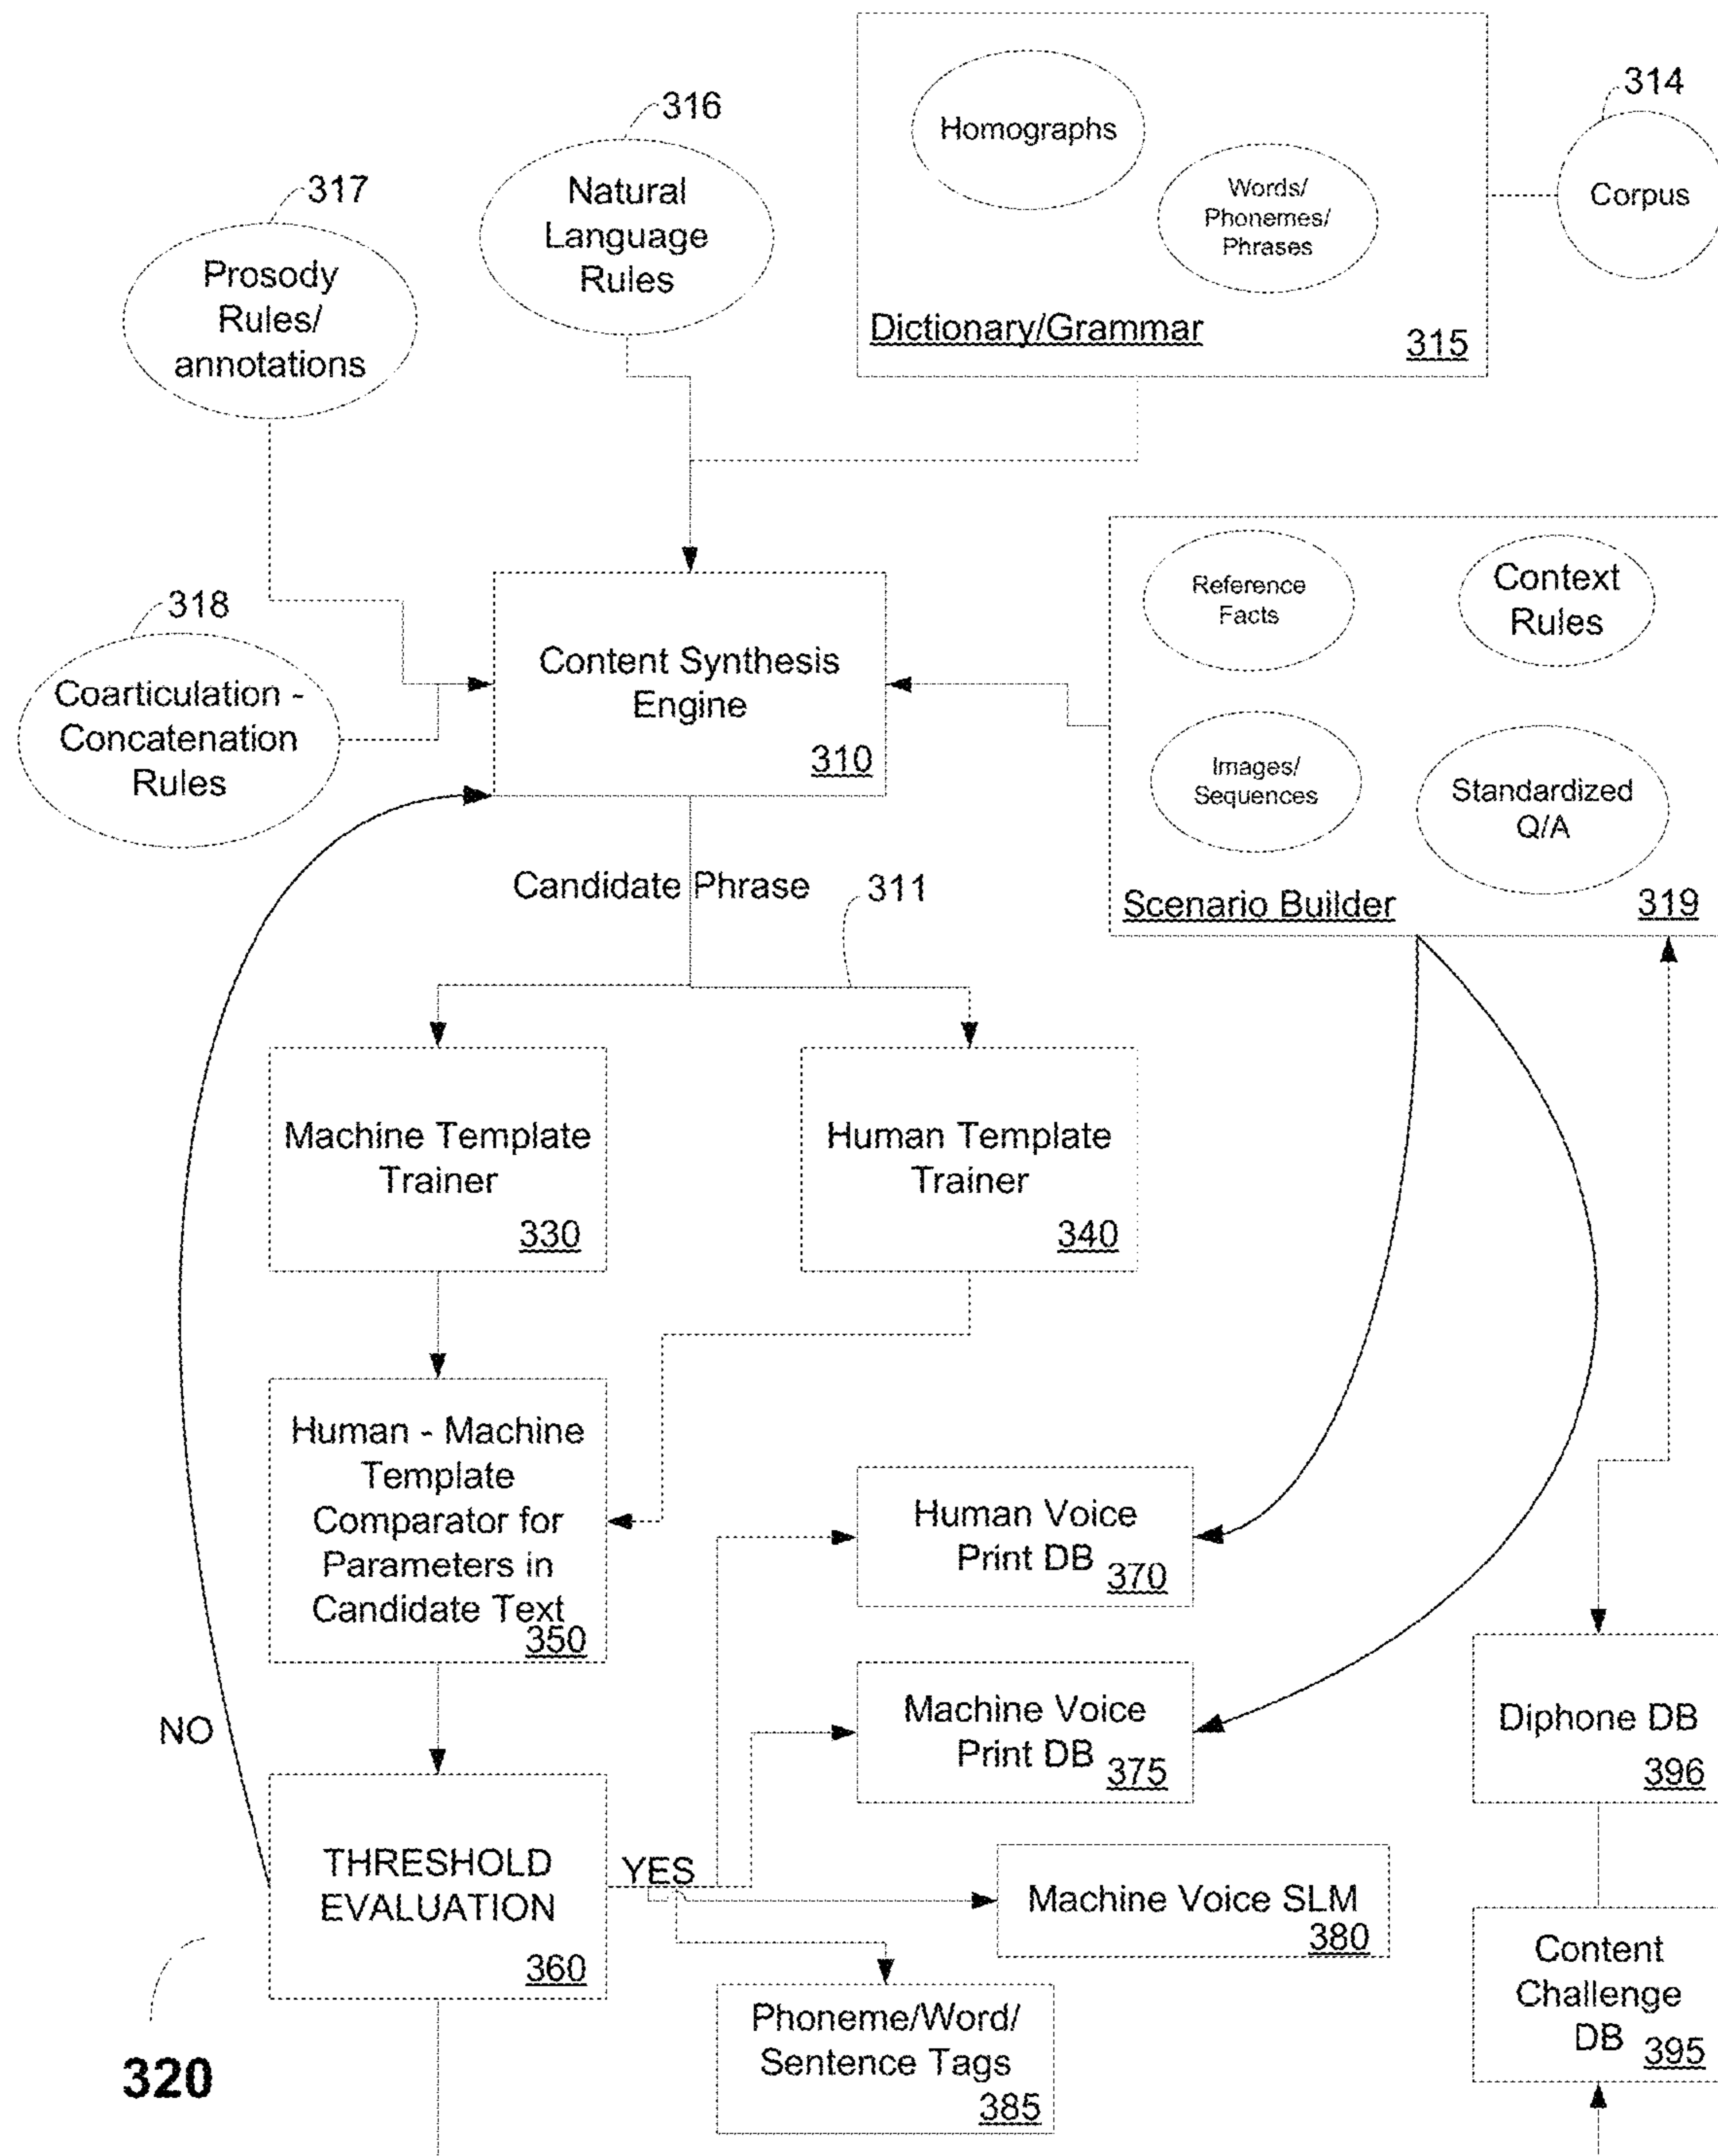 316
Natural
Language
Rules
317
Prosody
Rules/
annotations
Homographs
Words/
Phonemes/
Phrases
Dictionary/Grammar
315
314
Corpus
318
Coarticulation -
Concatenation
Rules
Content Synthesis
Engine
310
Reference
Facts
Context
Rules
Images/
Sequences
Standardized
Q/A
Scenario Builder
319
Candidate Phrase
311
Machine Template
Trainer
330
Human Template
Trainer
340
Human - Machine
Template
Comparator for
Parameters in
Candidate Text
350
Human Voice
Print DB
370
Machine Voice
Print DB
375
Diphone DB
396
NO
THRESHOLD
EVALUATION
360
YES
Machine Voice SLM
380
Content
Challenge
DB
395
Phoneme/Word/
Sentence Tags
385
320